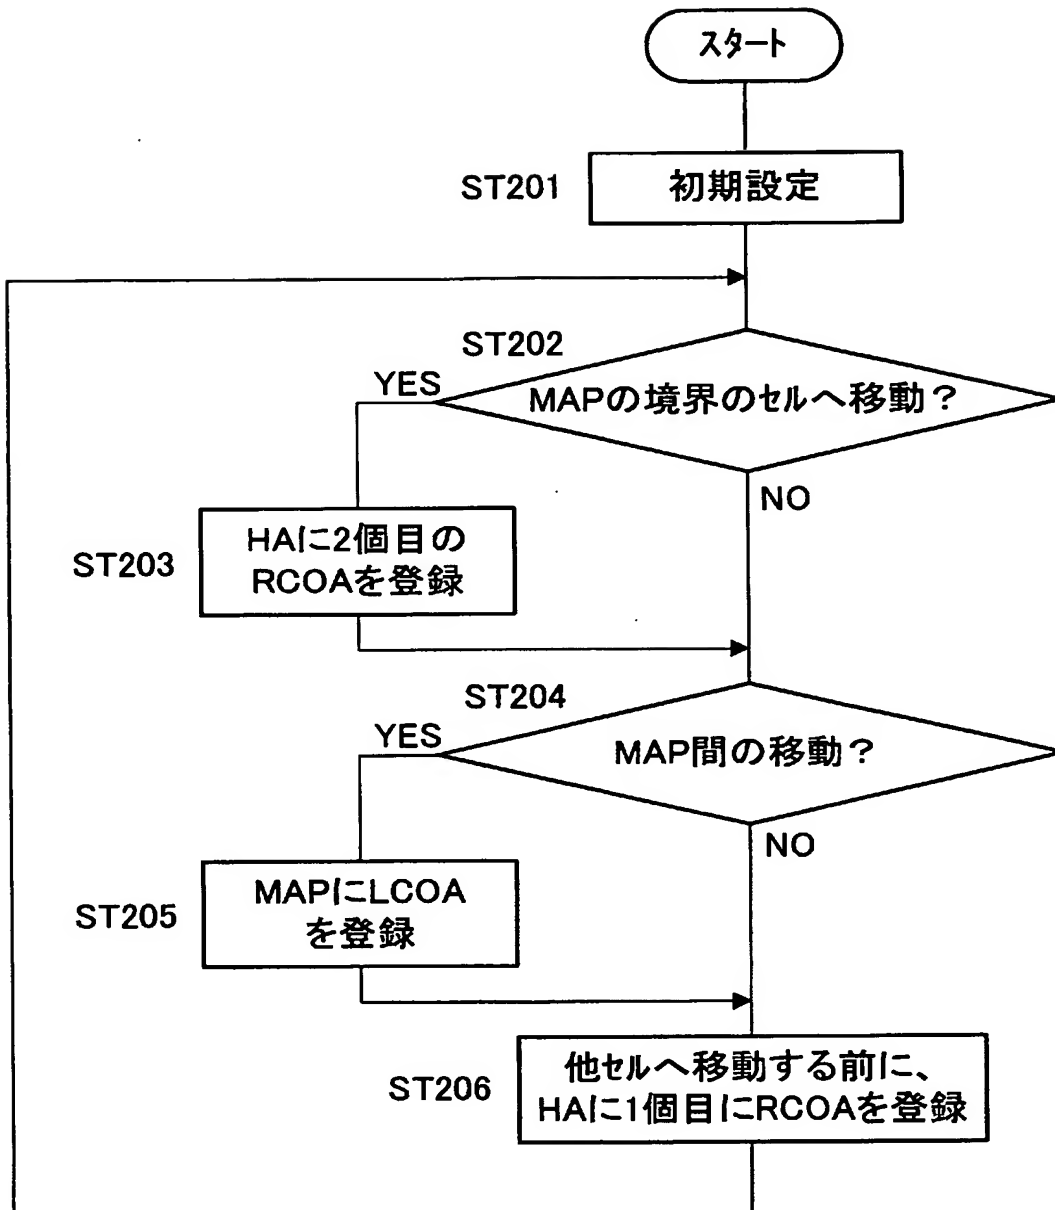 スタート
ST201
初期設定
ST202
YES
MAPの境界のセルへ移動？
NO
ST203
HAに2個目の
RCOAを登録
ST204
YES
MAP間の移動？
NO
ST205
MAPにLCOA
を登録
ST206
他セルへ移動する前に、
HAに1個目にRCOAを登録